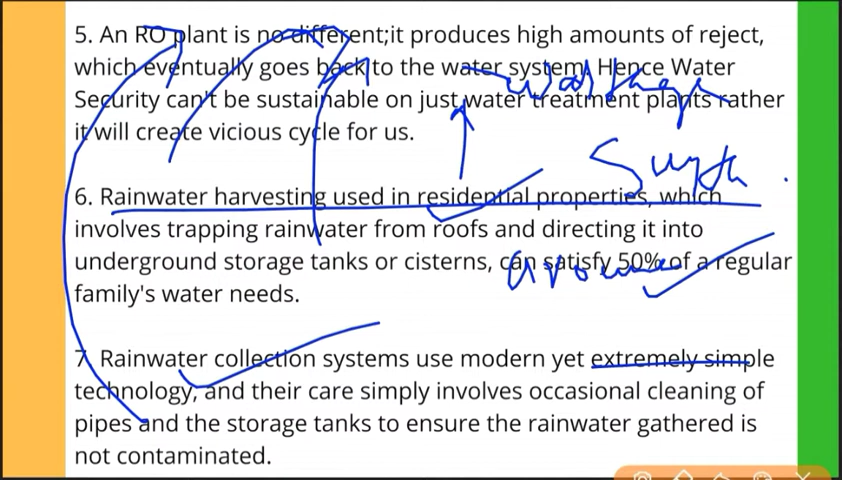 5. An RO plant is no different;it produces high amounts of reject,
which eventually goes back to the water system. Hence Water
Security can't be sustainable on just water treatment plants rather
it will create vicious cycle for us.
6. Rainwater harvesting used in residential properties, which
involves trapping rainwater from roofs and directing it into
underground storage tanks or cisterns, can satisfy 50% of a regular
family's water needs.
7. Rainwater collection systems use modern yet extremely simple
technology, and their care simply involves occasional cleaning of
pipes and the storage tanks to ensure the rainwater gathered is
not contaminated.